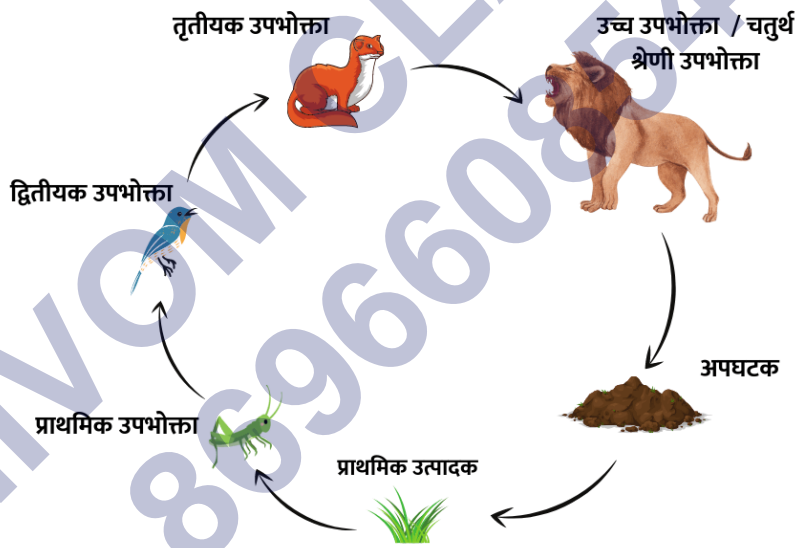 तृतीयक उपभोक्ता
उच्च उपभोक्ता / चतुर्थ
श्रेणी उपभोक्ता
द्वितीयक उपभोक्ता
अपघटक
प्राथमिक उपभोक्ता
प्राथमिक उत्पादक